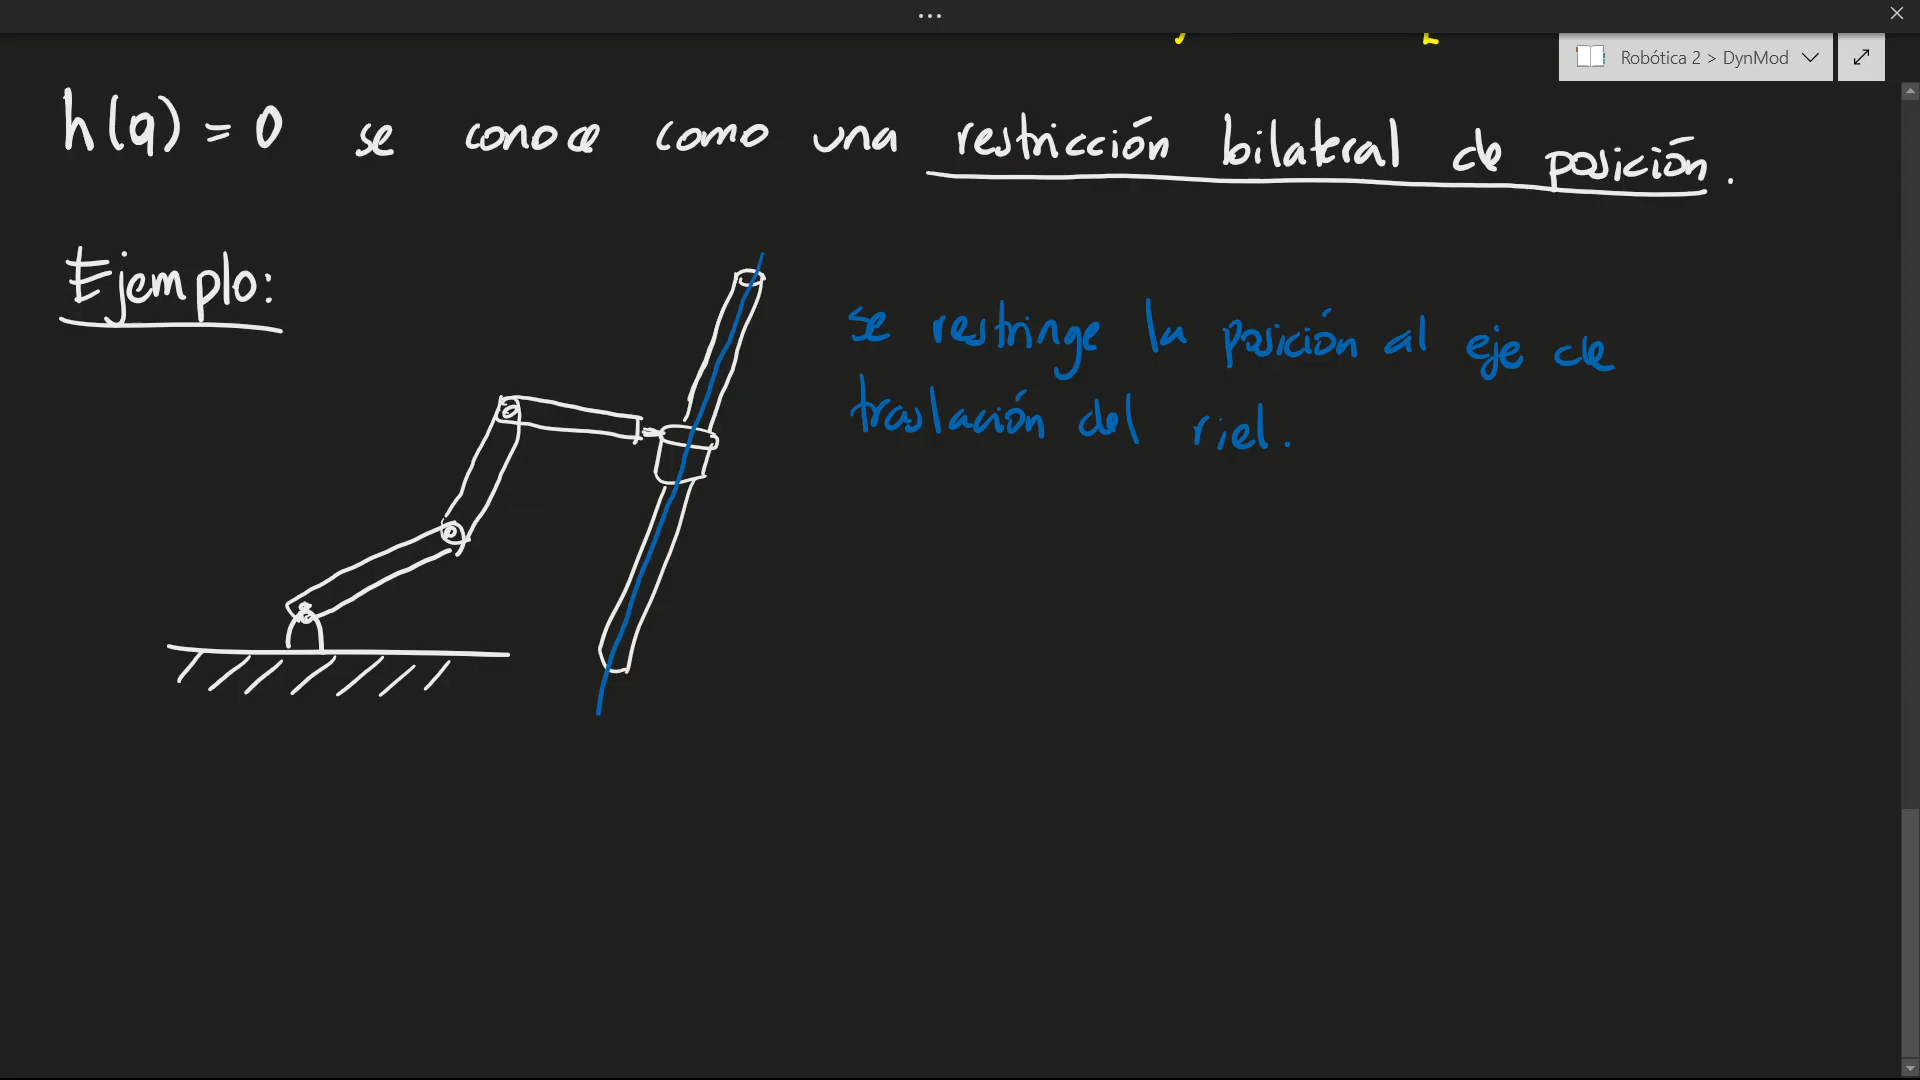 Robótica 2 > DynMod
h(q) = 0 se conoce como una restricción bilateral de posición.
Ejemplo:
se restringe la posición al eje de
traslación del riel.